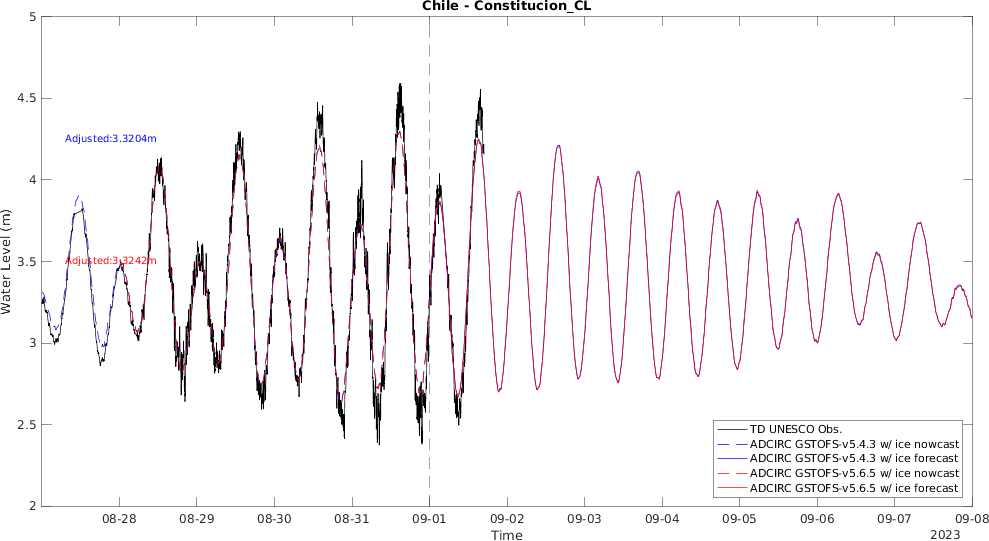 Chile - Constitucion_CL
5
4.5
4
3.5
3
2.5
2
Water Level (m)
Adjusted:3.3204m
Adjusted:3.3242m
TD UNESCO Obs.
ADCIRC GSTOFS-v5.4.3 w/ ice nowcast
ADCIRC GSTOFS-v5.4.3 w/ ice forecast
ADCIRC GSTOFS-v5.6.5 w/ ice nowcast
ADCIRC GSTOFS-v5.6.5 w/ ice forecast
08-28 08-29 08-30 08-31 09-01 09-02 09-03 09-04 09-05 09-06 09-07 09-08
Time
2023